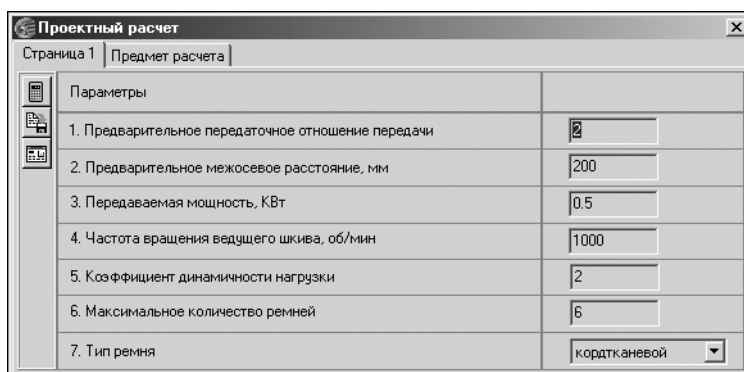 Проектный расчет
Страница 1 Предмет расчета
Параметры
1. Предварительное передаточное отношение передачи 2
2. Предварительное межосевое расстояние, мм 200
3. Передаваемая мощность, КВт 0.5
4. Частота вращения ведущего шкива, об/мин 1000
5. Коэффициент динамичности нагрузки 2
6. Максимальное количество ремней 6
7. Тип ремня кордтканевой